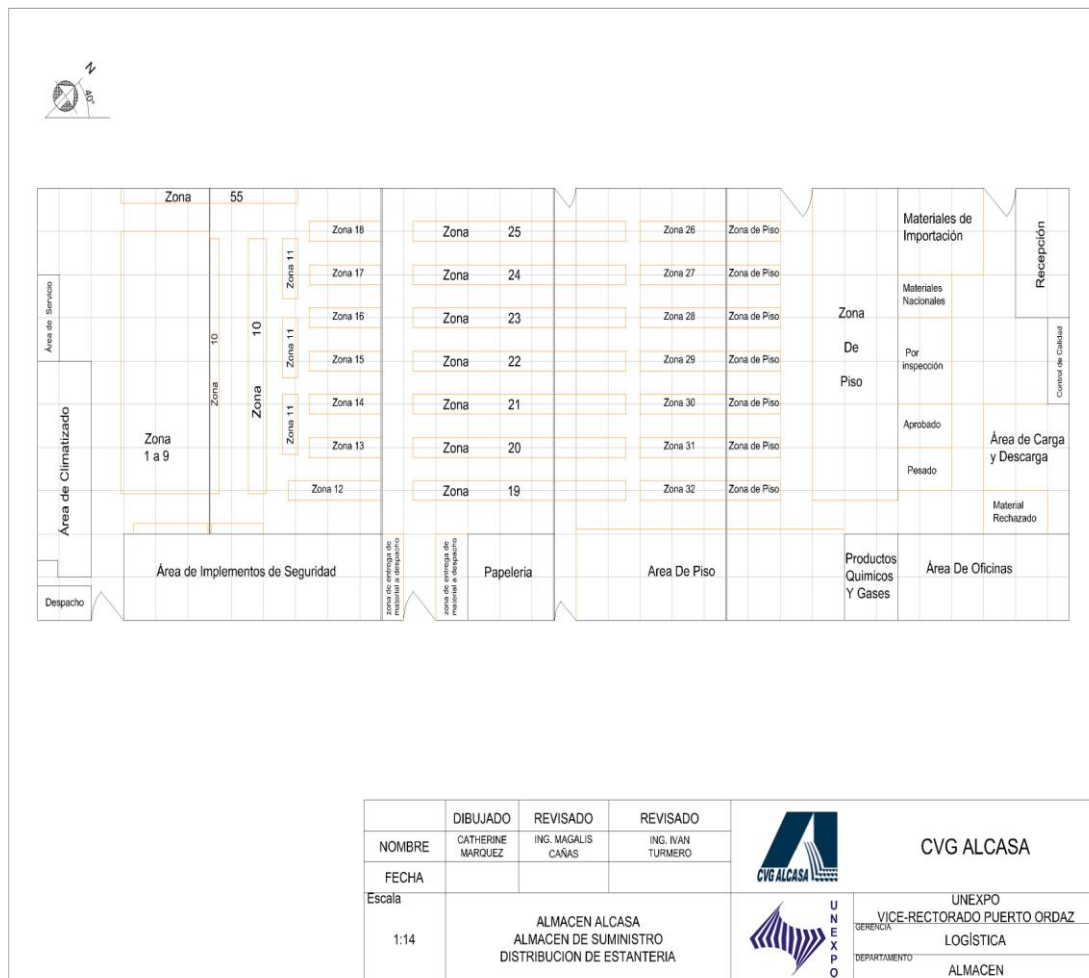 N
40°
Zona 55
Zona 18
Zona 25
Zona 26
Zona de Piso
Materiales de
Importación
Recepción
Zona 11
Zona 17
Zona 24
Zona 27
Zona de Piso
Materiales
Nacionales
Área de Servicio
Zona 10
Zona 10
Zona 16
Zona 23
Zona 28
Zona de Piso
Zona
De
Piso
Zona 11
Zona 15
Zona 22
Zona 29
Zona de Piso
Por
inspección
Control de Calidad
Zona 11
Zona 14
Zona 21
Zona 30
Zona de Piso
Aprobado
Área de Climatizado
Zona
1 a 9
Zona 13
Zona 20
Zona 31
Zona de Piso
Pesado
Área de Carga
y Descarga
Zona 12
Zona 19
Zona 32
Zona de Piso
Material
Rechazado
Despacho
Área de Implementos de Seguridad
zona de entrega de
material a despacho
zona de entrega de
material a despacho
Papeleria
Area De Piso
Productos
Quimicos
Y Gases
Área De Oficinas
DIBUJADO
REVISADO
REVISADO
NOMBRE
CATHERINE
MARQUEZ
ING. MAGALIS
CAÑAS
ING. IVAN
TURMERO
FECHA
CVG ALCASA
CVG ALCASA
Escala
1:14
ALMACEN ALCASA
ALMACEN DE SUMINISTRO
DISTRIBUCION DE ESTANTERIA
UNEXPO
UNEXPO
VICE-RECTORADO PUERTO ORDAZ
GERENCIA
LOGÍSTICA
DEPARTAMENTO
ALMACEN